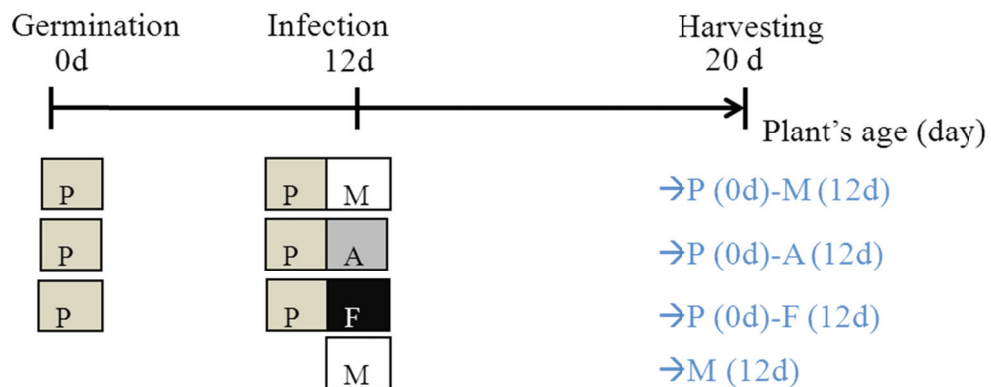 Germination Infection Harvesting
0d 12d 20 d
Plant's age (day)
P P M →P (0d)-M (12d)
P P A →P (0d)-A (12d)
P P F →P (0d)-F (12d)
M →M (12d)